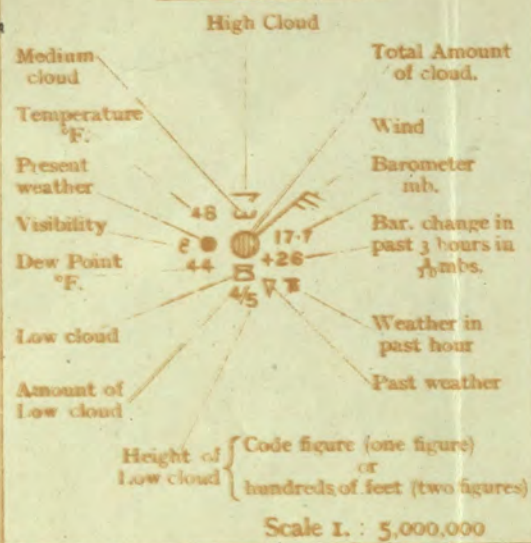 High Cloud
Medium cloud
Total Amount of cloud.
Temperature °F.
Wind
Present weather
Barometer mb.
48
17·7
Visibility
e
Bar. change in past 3 hours in 1/10 mbs.
Dew Point °F.
44
+26
4/5
Low cloud
Weather in past hour
Amount of Low cloud
Past weather
Height of Low cloud
Code figure (one figure)
or
hundreds of feet (two figures)
Scale 1. : 5,000,000